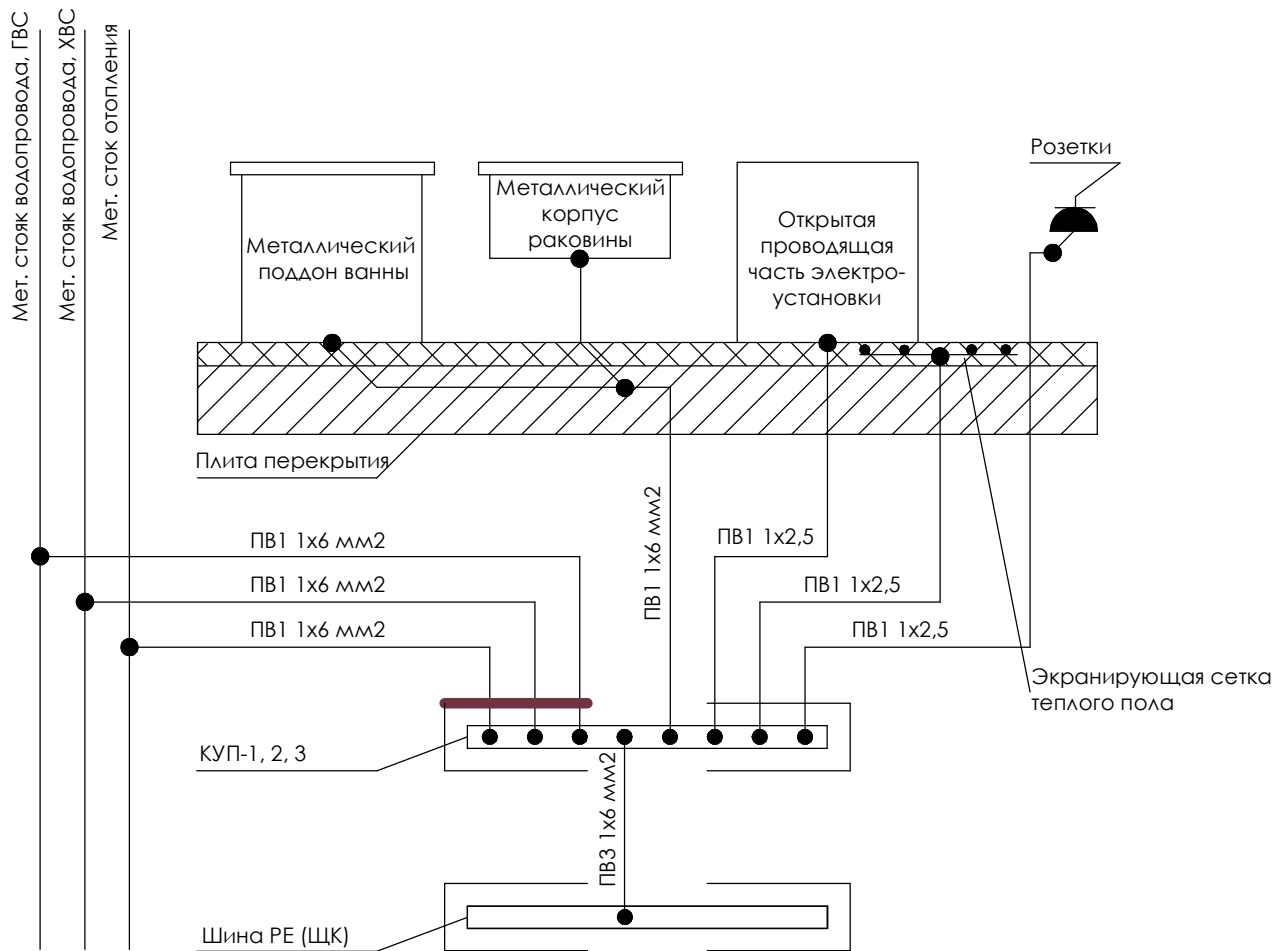 Мет. стояк водопровода, ГВС
Мет. стояк водопровода, ХВС
Мет. сток отопления
Розетки
Металлический
поддон ванны
Металлический
корпус
раковины
Открытая
проводящая
часть электро-
установки
Плита перекрытия
ПВ1 1х6 мм2
ПВ1 1х6 мм2
ПВ1 1х6 мм2
ПВ1 1х6 мм2
ПВ1 1х2,5
ПВ1 1х2,5
ПВ1 1х2,5
Экранирующая сетка
теплого пола
КУП-1, 2, 3
ПВ3 1х6 мм2
Шина РЕ (ЩК)